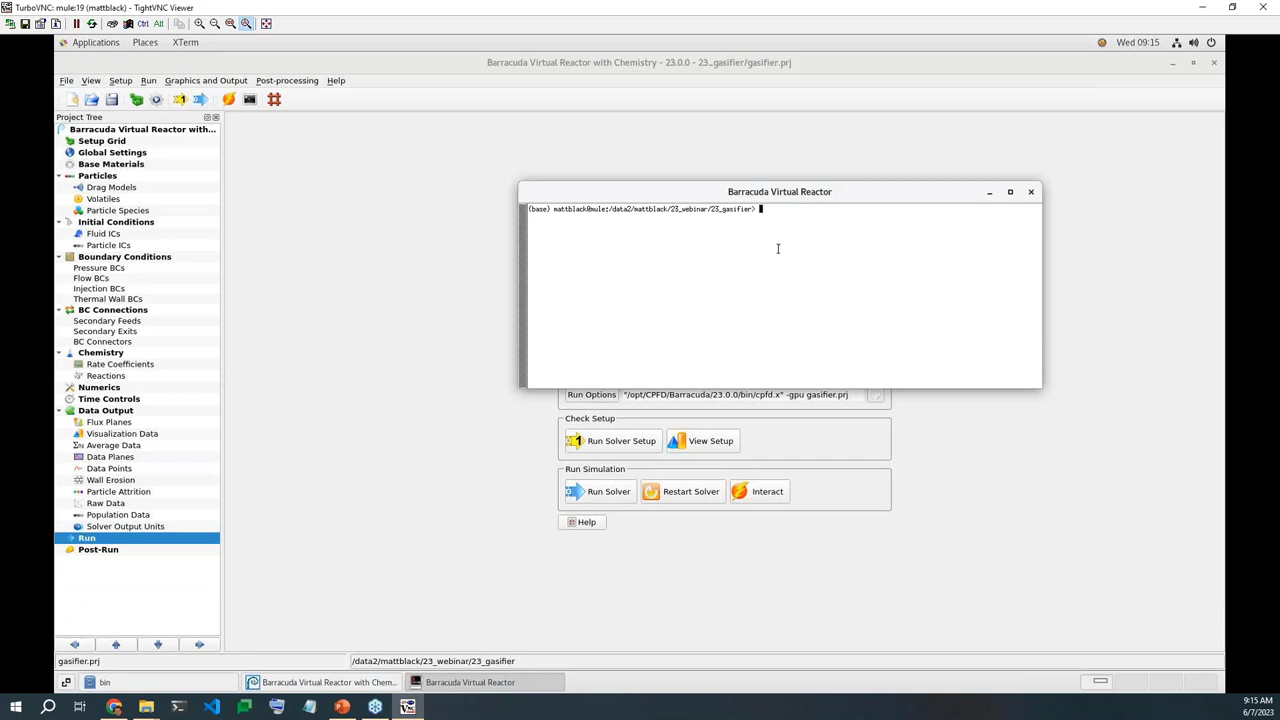 TurboVNC: mule:19 (mattblack) - TightVNC Viewer
Ctrl Alt
Applications Places XTerm Wed 09:15
Barracuda Virtual Reactor with Chemistry - 23.0.0 - 23_.gasifier/gasifier.prj
File View Setup Run Graphics and Output Post-processing Help
Project Tree
Barracuda Virtual Reactor with...
Setup Grid
Global Settings
Base Materials
Particles
Drag Models
Volatiles
Particle Species
Initial Conditions
Fluid ICs
Particle ICs
Boundary Conditions
Pressure BCs
Flow BCs
Injection BCs
Thermal Wall BCs
BC Connections
Secondary Feeds
Secondary Exits
BC Connectors
Chemistry
Rate Coefficients
Reactions
Numerics
Time Controls
Data Output
Flux Planes
Visualization Data
Average Data
Data Planes
Data Points
Wall Erosion
Particle Attrition
Raw Data
Population Data
Solver Output Units
Run
Post-Run
Barracuda Virtual Reactor
(base) mattblack@mule:/data2/mattblack/23_webinar/23_gasifier>
Run Options "/opt/CPFD/Barracuda/23.0.0/bin/cpfd.x" -gpu gasifier.prj
Check Setup
1 Run Solver Setup View Setup
Run Simulation
Run Solver Restart Solver Interact
Help
gasifier.prj /data2/mattblack/23_webinar/23_gasifier
bin Barracuda Virtual Reactor with Chem... Barracuda Virtual Reactor
9:15 AM
6/7/2023